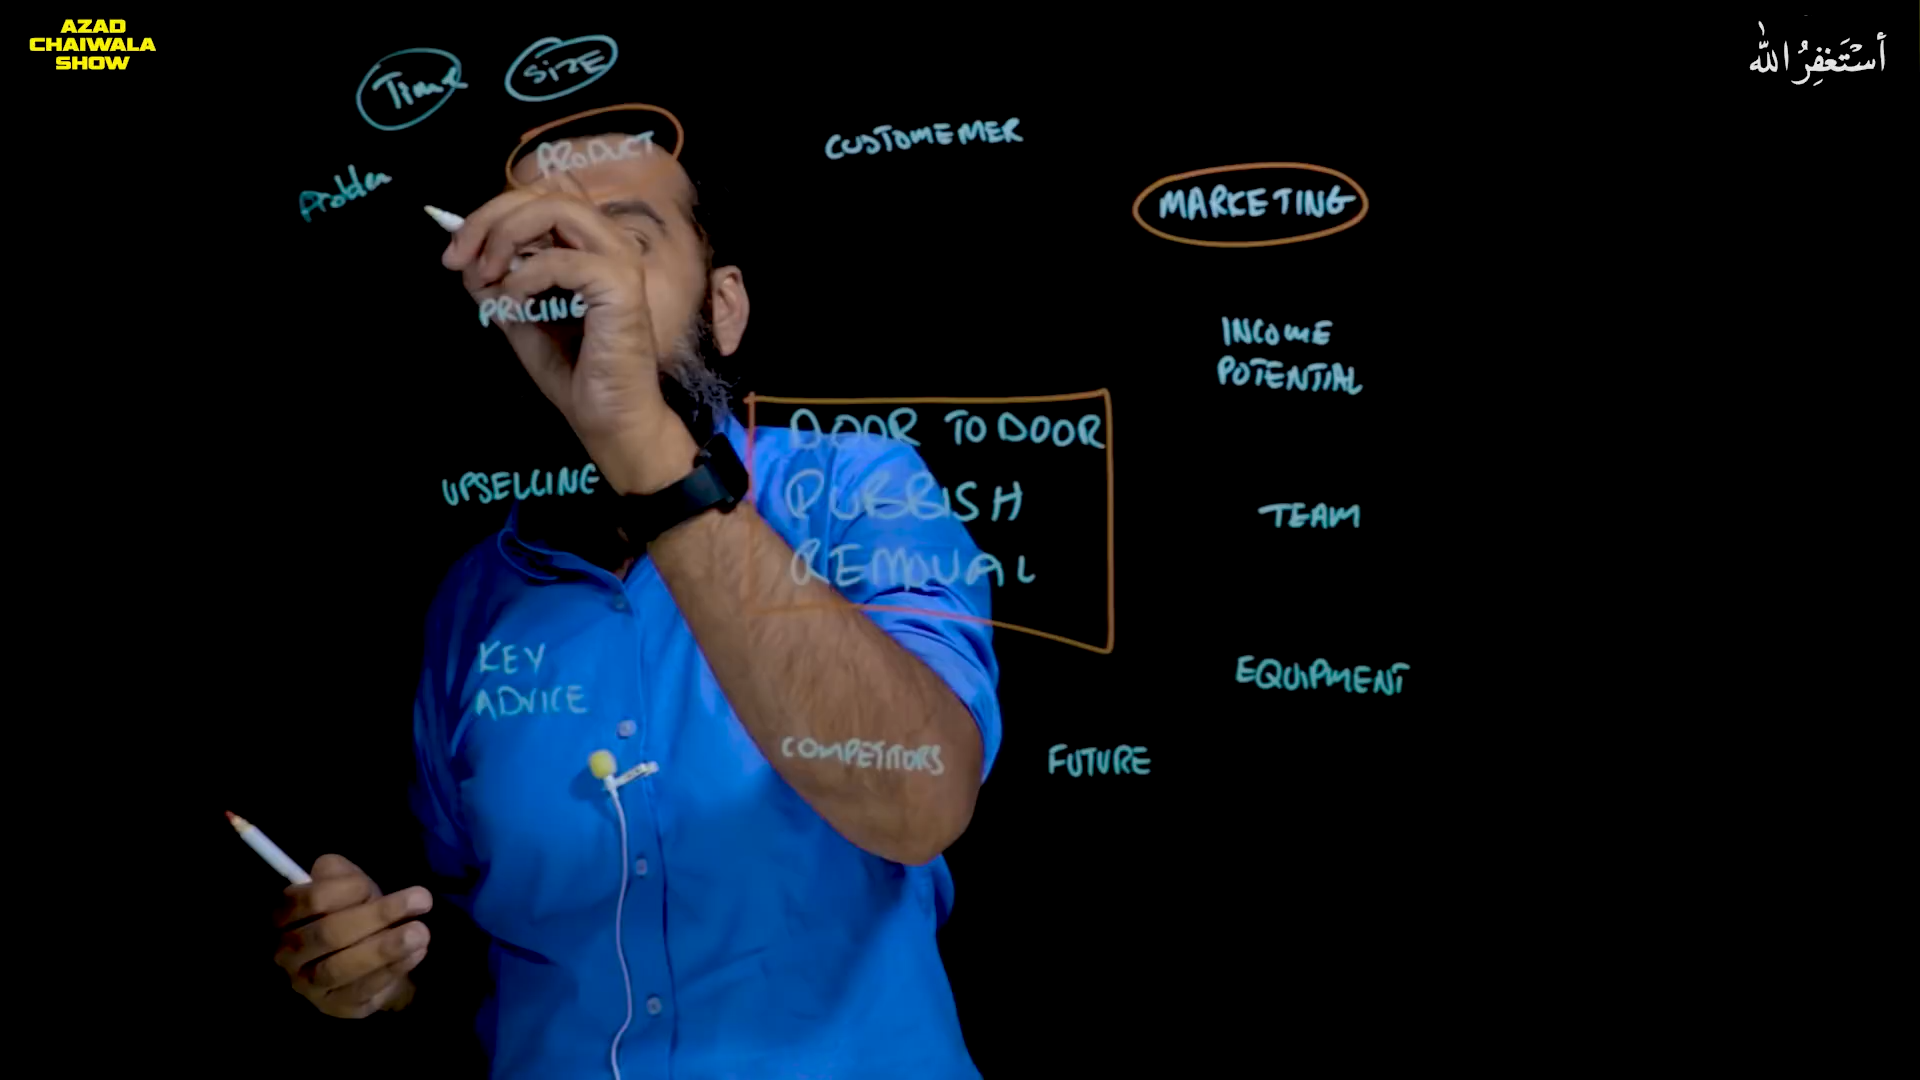 AZAD
CHAIWALA
SHOW
أَسْتَغْفِرُ اللّٰه
Time
SIZE
PRODUCT
CUSTOMEMER
Problem
MARKETING
PRICING
INCOME
POTENTIAL
DOOR TO DOOR
RUBBISH
REMOVAL
UPSELLING
TEAM
KEY
ADVICE
EQUIPMENT
COMPETITORS
FUTURE